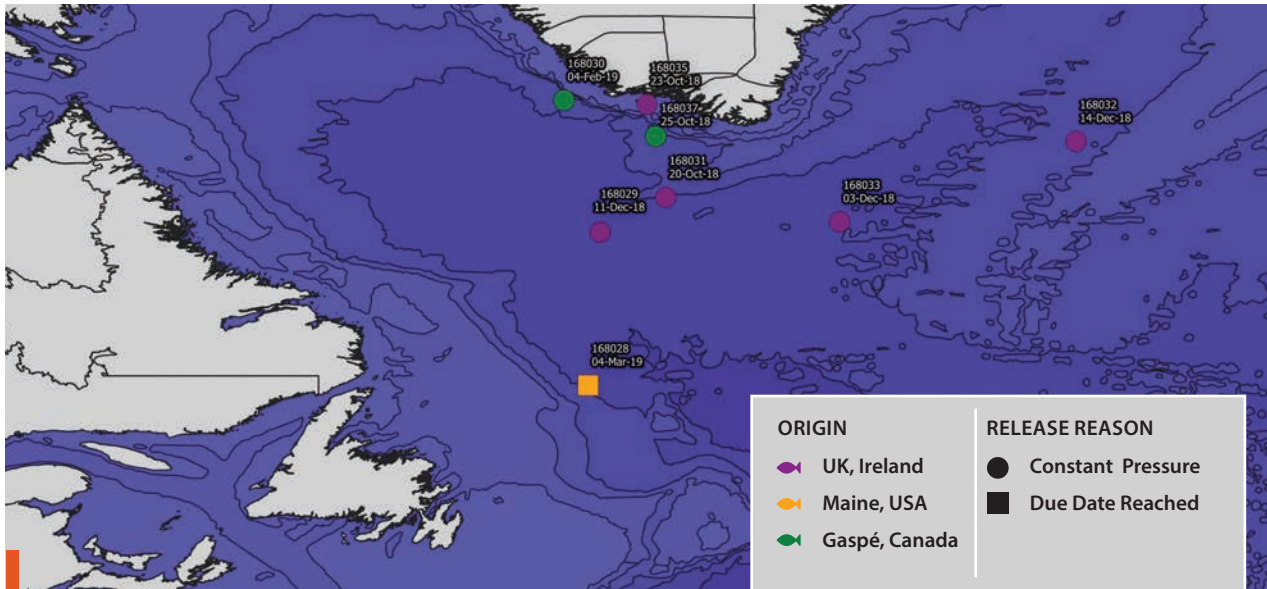 168030
04-Feb-19
168035
23-Oct-18
168037
25-Oct-18
168032
14-Dec-18
168031
20-Oct-18
168029
11-Dec-18
168033
03-Dec-18
168028
04-Mar-19
ORIGIN
UK, Ireland
Maine, USA
Gaspé, Canada
RELEASE REASON
Constant Pressure
Due Date Reached